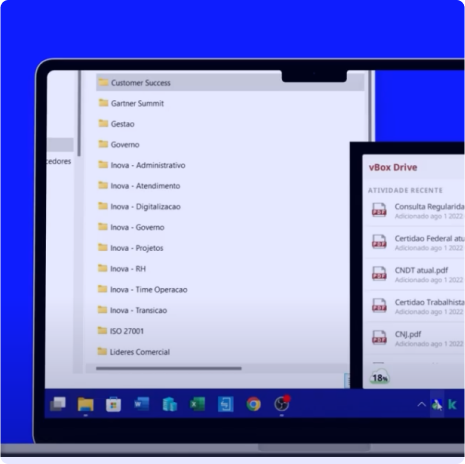 Customer Success
Gartner Summit
Gestao
Governo
cedores
Inova - Administrativo
Inova - Atendimento
Inova - Digitalizacao
Inova - Governo
Inova - Projetos
Inova - RH
Inova - Time Operacao
Inova - Transicao
ISO 27001
Lideres Comercial
vBox Drive
ATIVIDADE RECENTE
Consulta Regularida
Adicionado ago 1 2022
Certidao Federal atu
Adicionado ago 1 2022
CNDT atual.pdf
Adicionado ago 1 2022
Certidao Trabalhista
Adicionado ago 1 2022
CNJ.pdf
Adicionado ago 1 2022
18%